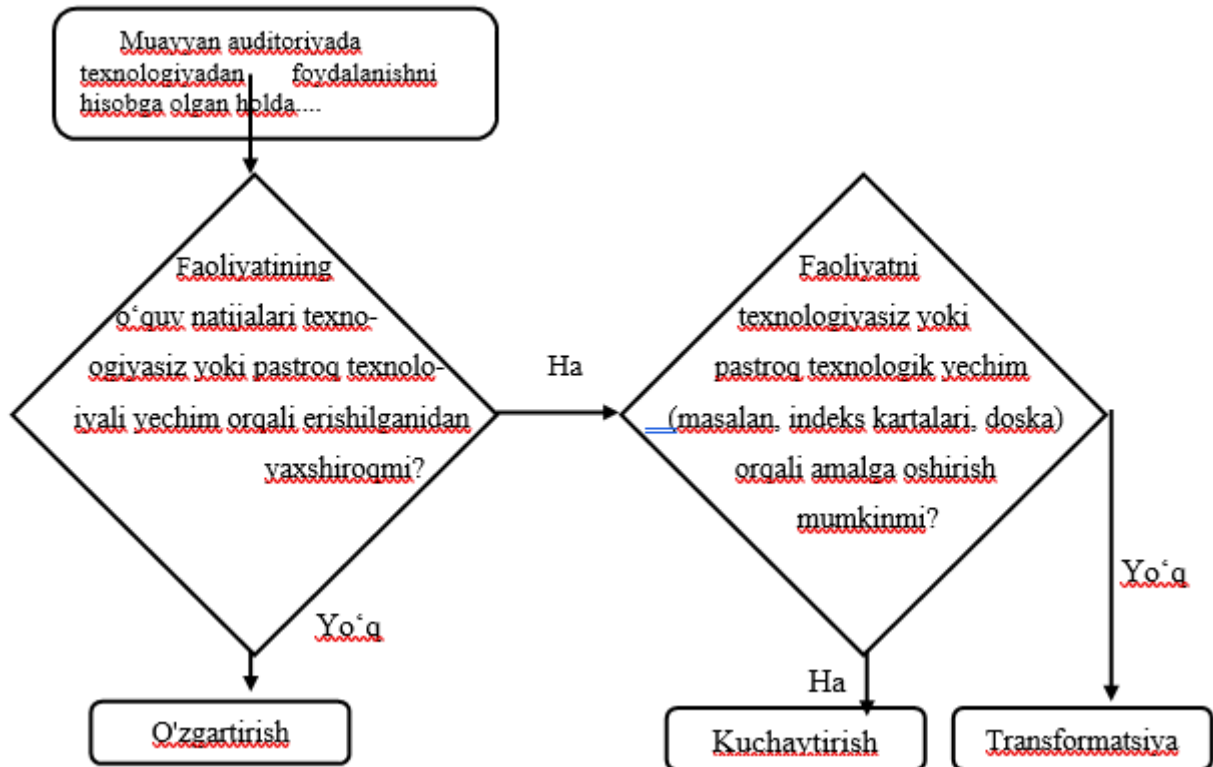 Muayyan auditoriyada
texnologiyadan foydalanishni
hisobga olgan holda....
Faoliyatining
o‘quv natijalari texno-
ogiyasiz yoki pastroq texnolo-
iyali yechim orqali erishilganidan
yaxshiroqmi?
Ha
Faoliyatni
texnologiyasiz yoki
pastroq texnologik yechim
(masalan, indeks kartalari, doska)
orqali amalga oshirish
mumkinmi?
Yo‘q
Yo‘q
Ha
O'zgartirish
Kuchaytirish
Transformatsiya